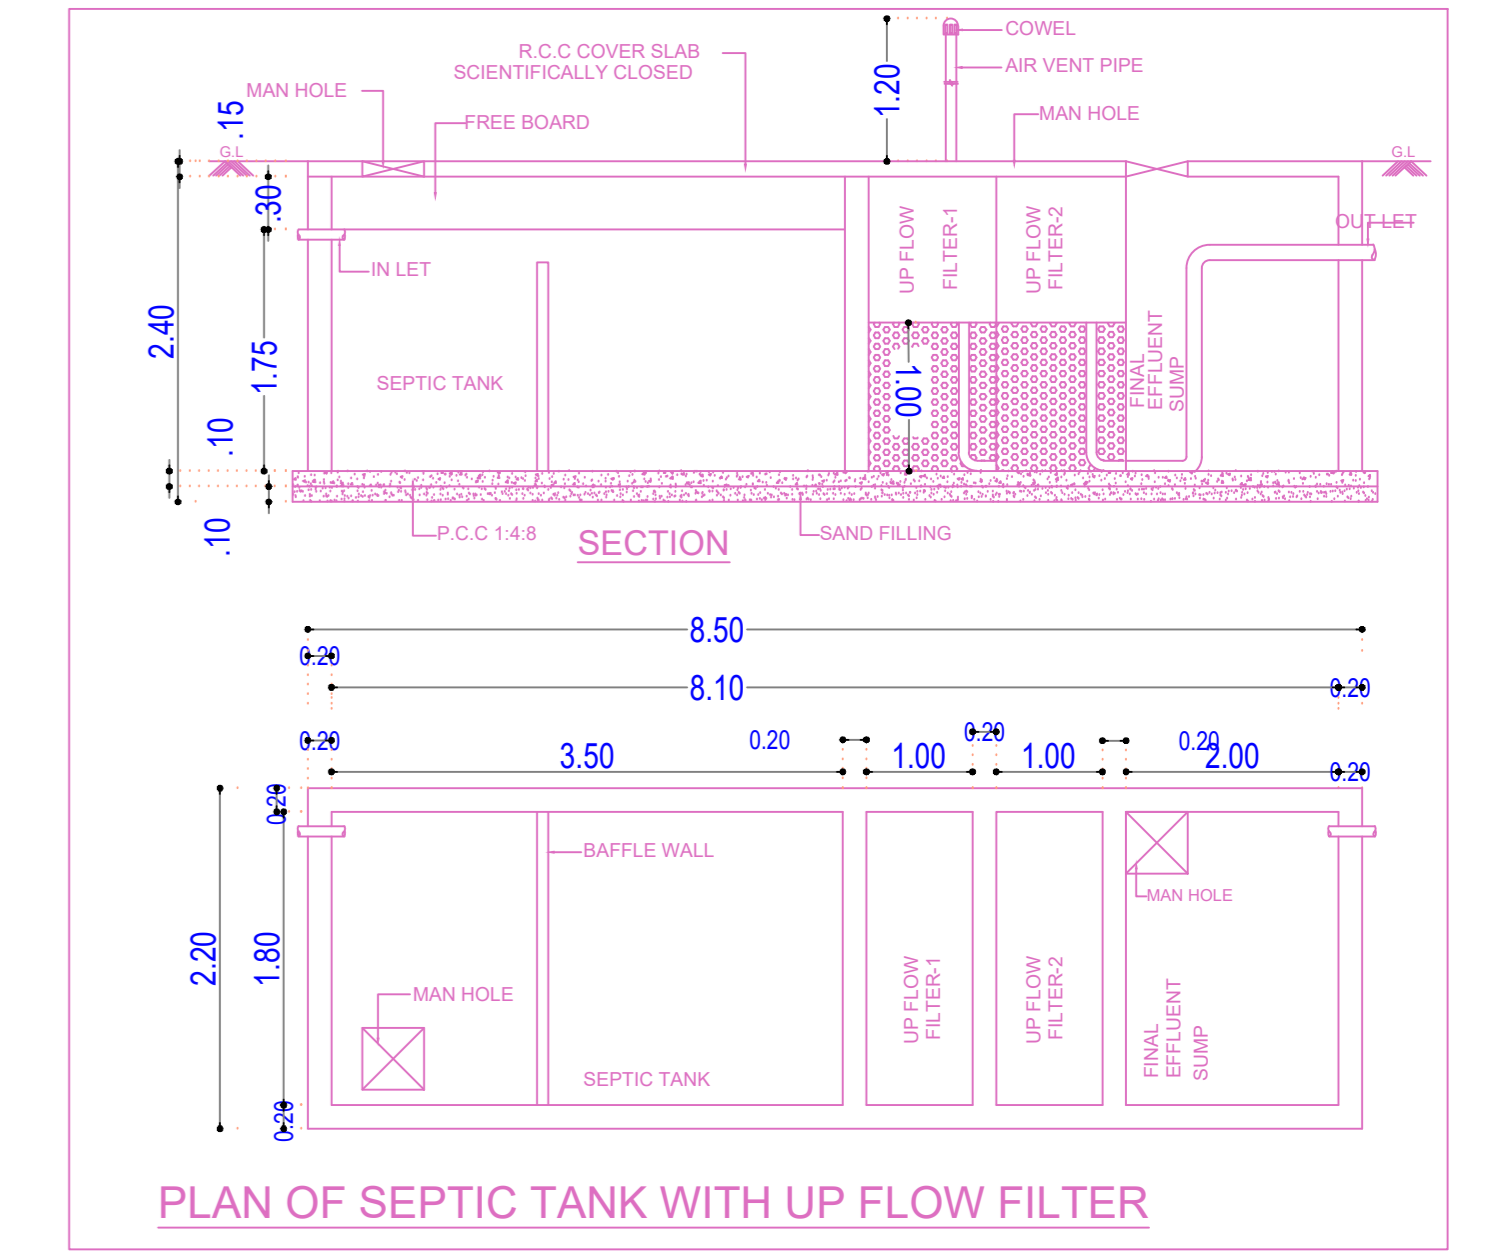 COWEL
R.C.C COVER SLAB
SCIENTIFICALLY CLOSED
AIR VENT PIPE
1.20
MAN HOLE
.15
MAN HOLE
FREE BOARD
G.L
G.L
.30
UP FLOW
FILTER-1
UP FLOW
FILTER-2
OUT LET
IN LET
2.40
1.75
SEPTIC TANK
1.00
FINAL
EFFLUENT
SUMP
.10
.10
P.C.C 1:4:8
SECTION
SAND FILLING
8.50
0.20
8.10
0.20
0.20
3.50
0.20
1.00
0.20
1.00
0.20
2.00
0.20
0.20
BAFFLE WALL
MAN HOLE
2.20
1.80
MAN HOLE
UP FLOW
FILTER-1
UP FLOW
FILTER-2
FINAL
EFFLUENT
SUMP
SEPTIC TANK
0.20
PLAN OF SEPTIC TANK WITH UP FLOW FILTER